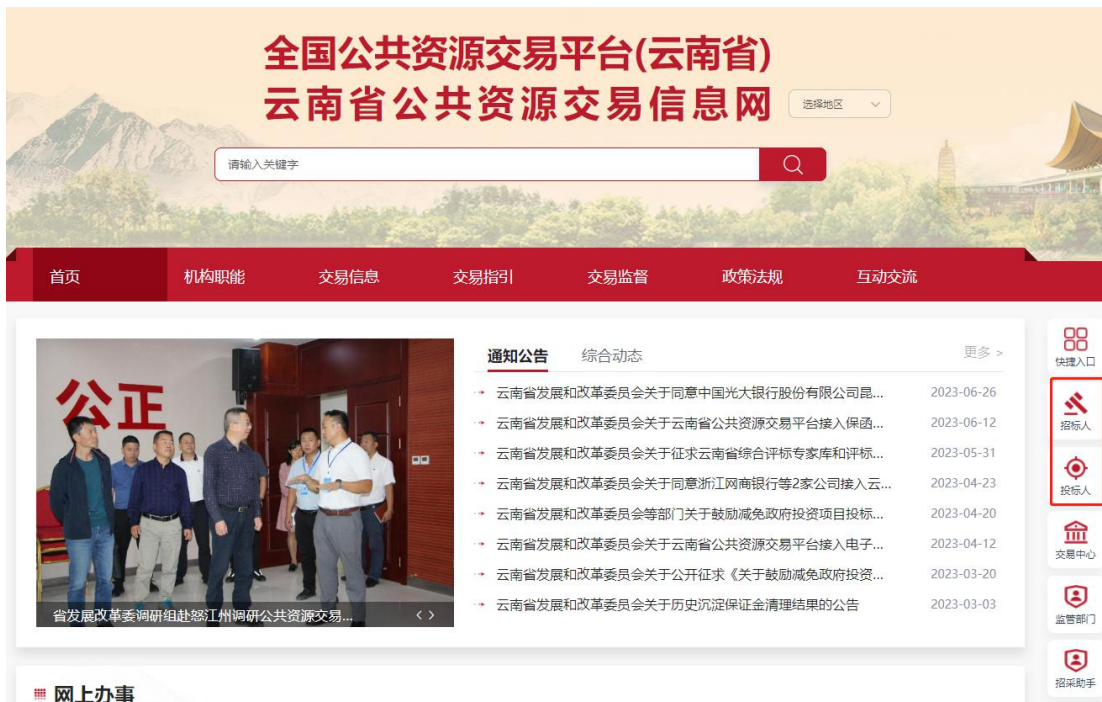 全国公共资源交易平台(云南省)
云南省公共资源交易信息网
选择地区
请输入关键字
首页
机构职能
交易信息
交易指引
交易监督
政策法规
互动交流
公正
省发展改革委调研组赴怒江州调研公共资源交易...
通知公告
综合动态
更多 >
云南省发展和改革委员会关于同意中国光大银行股份有限公司昆... 2023-06-26
云南省发展和改革委员会关于云南省公共资源交易平台接入保函... 2023-06-12
云南省发展和改革委员会关于征求云南省综合评标专家库和评标... 2023-05-31
云南省发展和改革委员会关于同意浙江网商银行等2家公司接入云... 2023-04-23
云南省发展和改革委员会等部门关于鼓励减免政府投资项目投标... 2023-04-20
云南省发展和改革委员会关于云南省公共资源交易平台接入电子... 2023-04-12
云南省发展和改革委员会关于公开征求《关于鼓励减免政府投资... 2023-03-20
云南省发展和改革委员会关于历史沉淀保证金清理结果的公告 2023-03-03
快捷入口
招标人
投标人
交易中心
监管部门
招采助手
网上办事